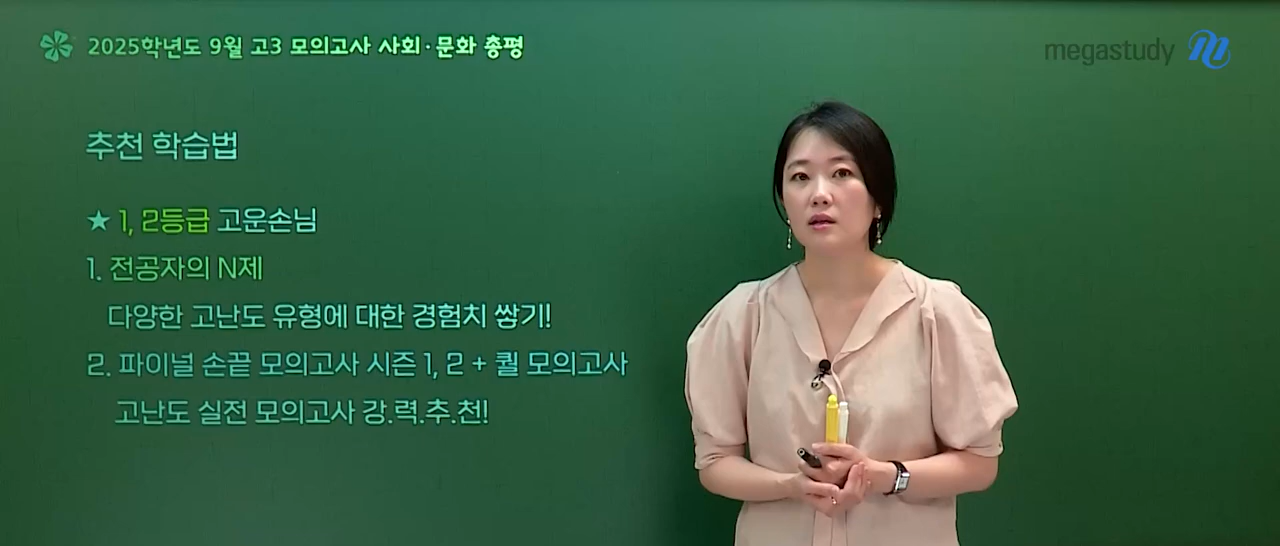 2025학년도 9월 고3 모의고사 사회·문화 총평
megastudy
추천 학습법
★ 1, 2등급 고운손님
1. 전공자의 N제
다양한 고난도 유형에 대한 경험치 쌓기!
2. 파이널 손끝 모의고사 시즌 1, 2 + 퀄 모의고사
고난도 실전 모의고사 강.력.추.천!